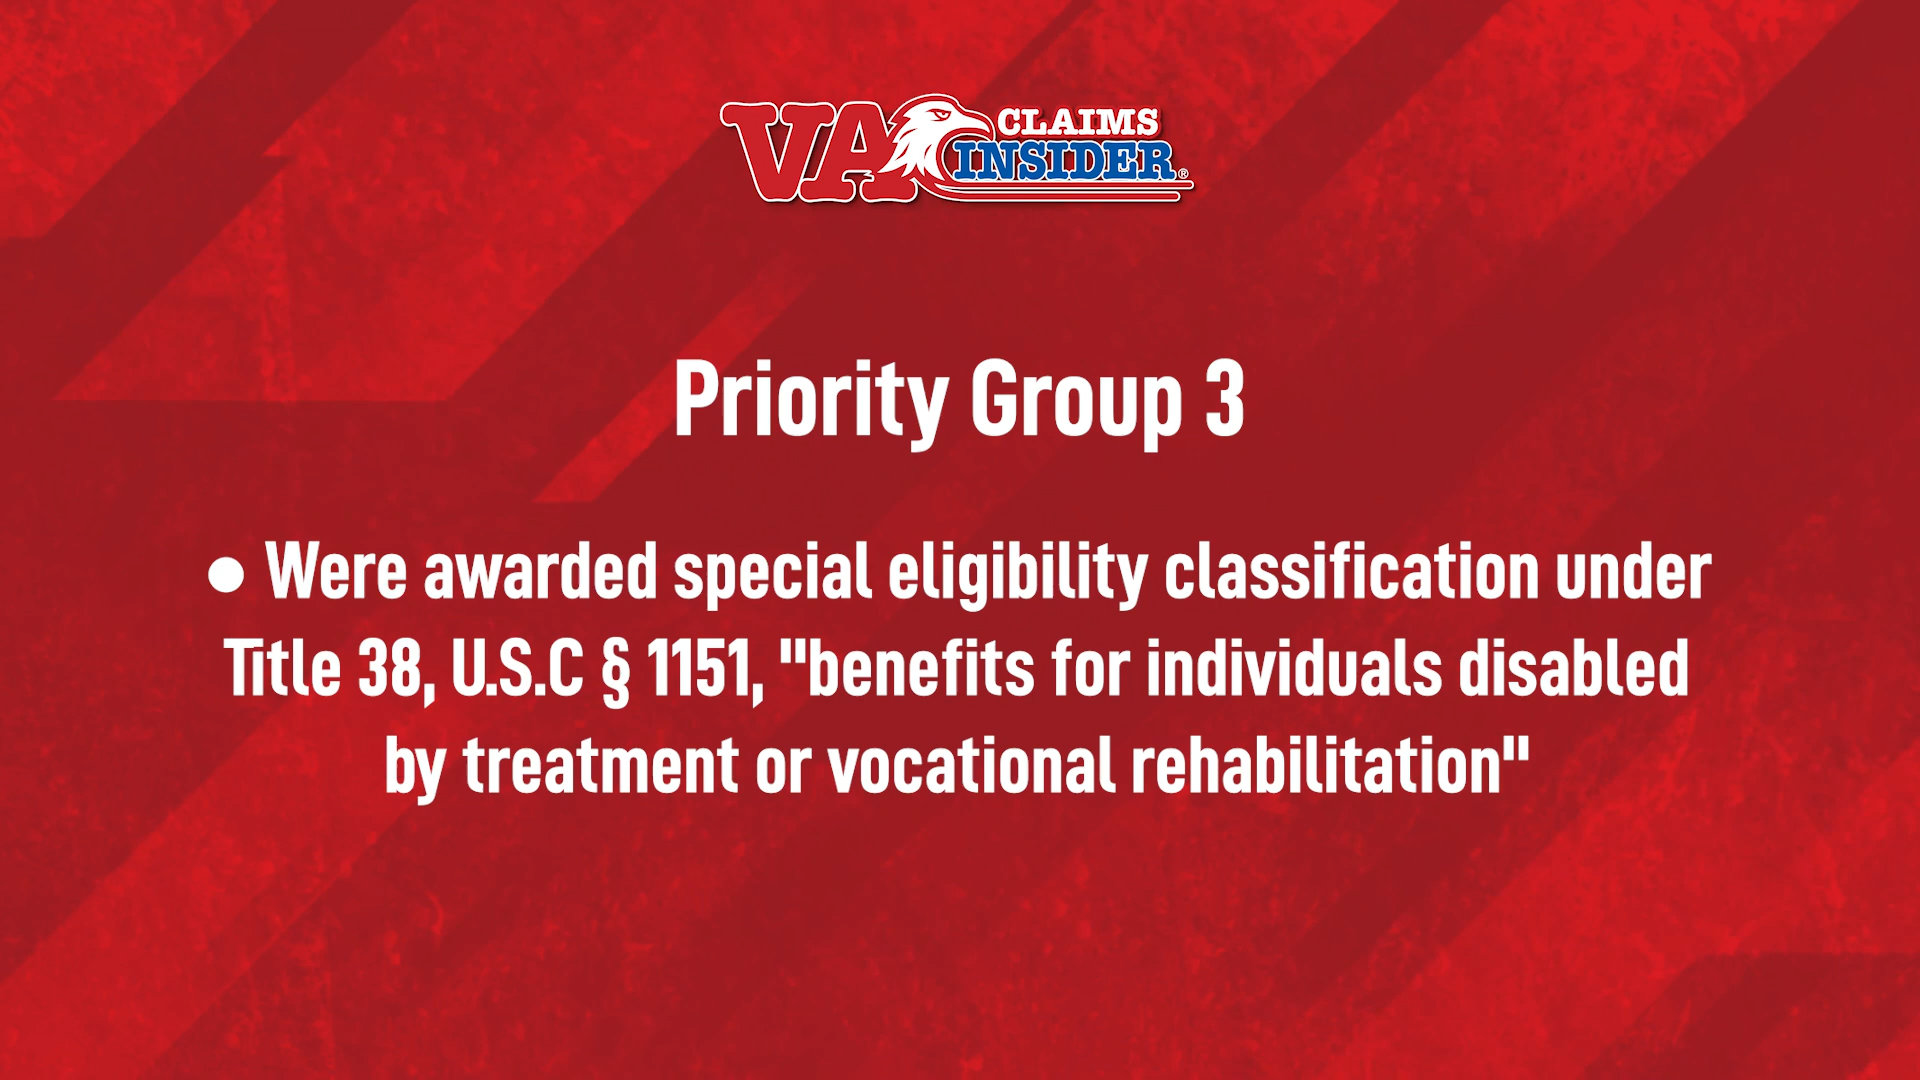 VA CLAIMS
INSIDER®
Priority Group 3
• Were awarded special eligibility classification under
Title 38, U.S.C § 1151, "benefits for individuals disabled
by treatment or vocational rehabilitation"